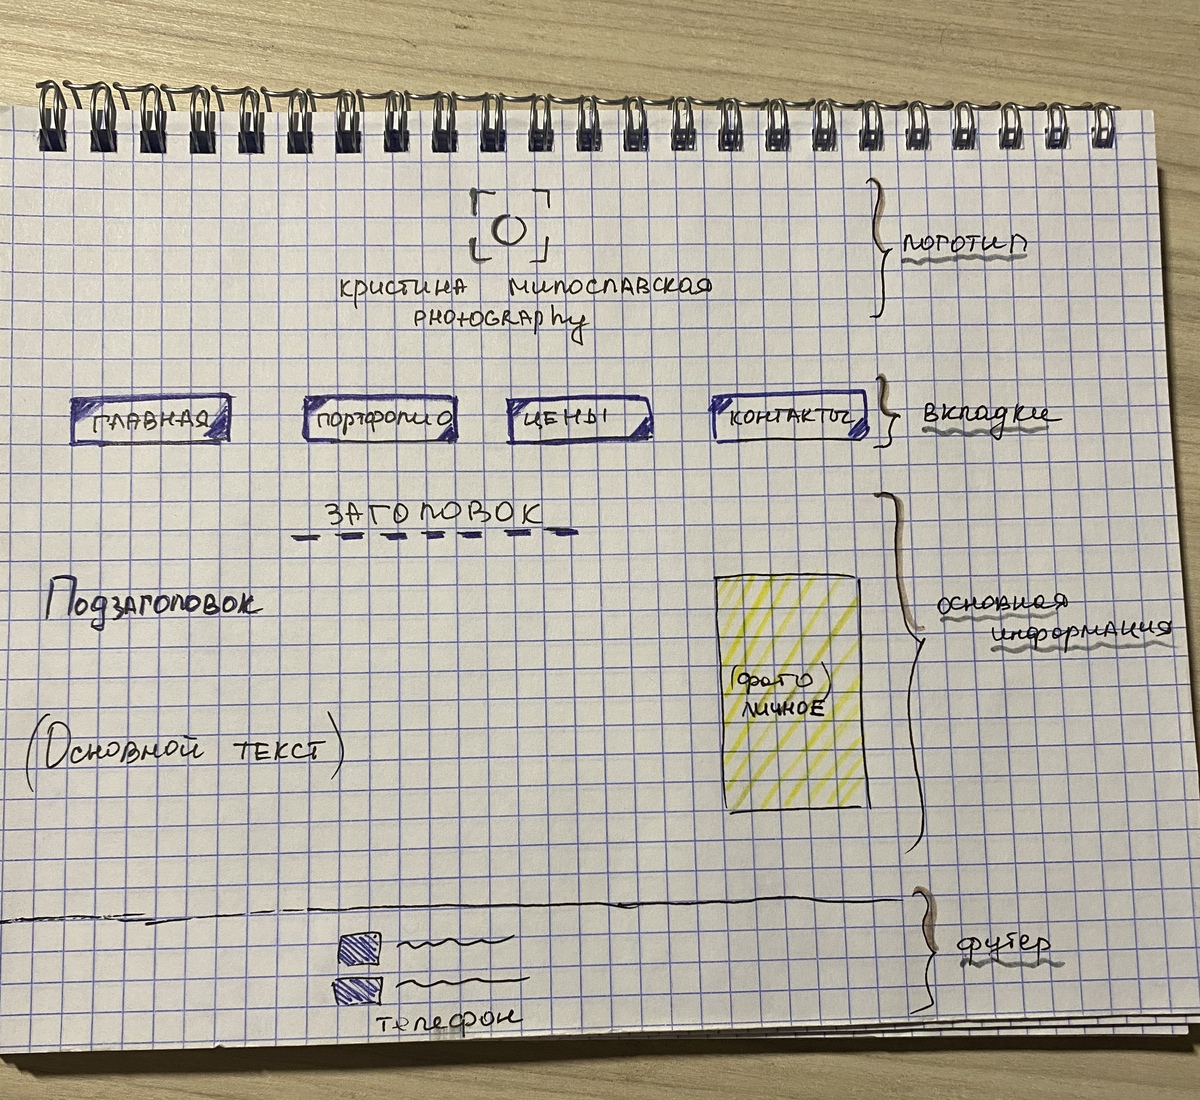 КРИСТИНА МИЛОСЛАВСКАЯ
PHOTOGRAPHY
логотип
ГЛАВНАЯ ПОРТФОЛИО ЦЕНЫ КОНТАКТЫ
вкладки
ЗАГОЛОВОК
Подзаголовок
(Основной текст)
(фото)
личное
основная
информация
футер
телефон